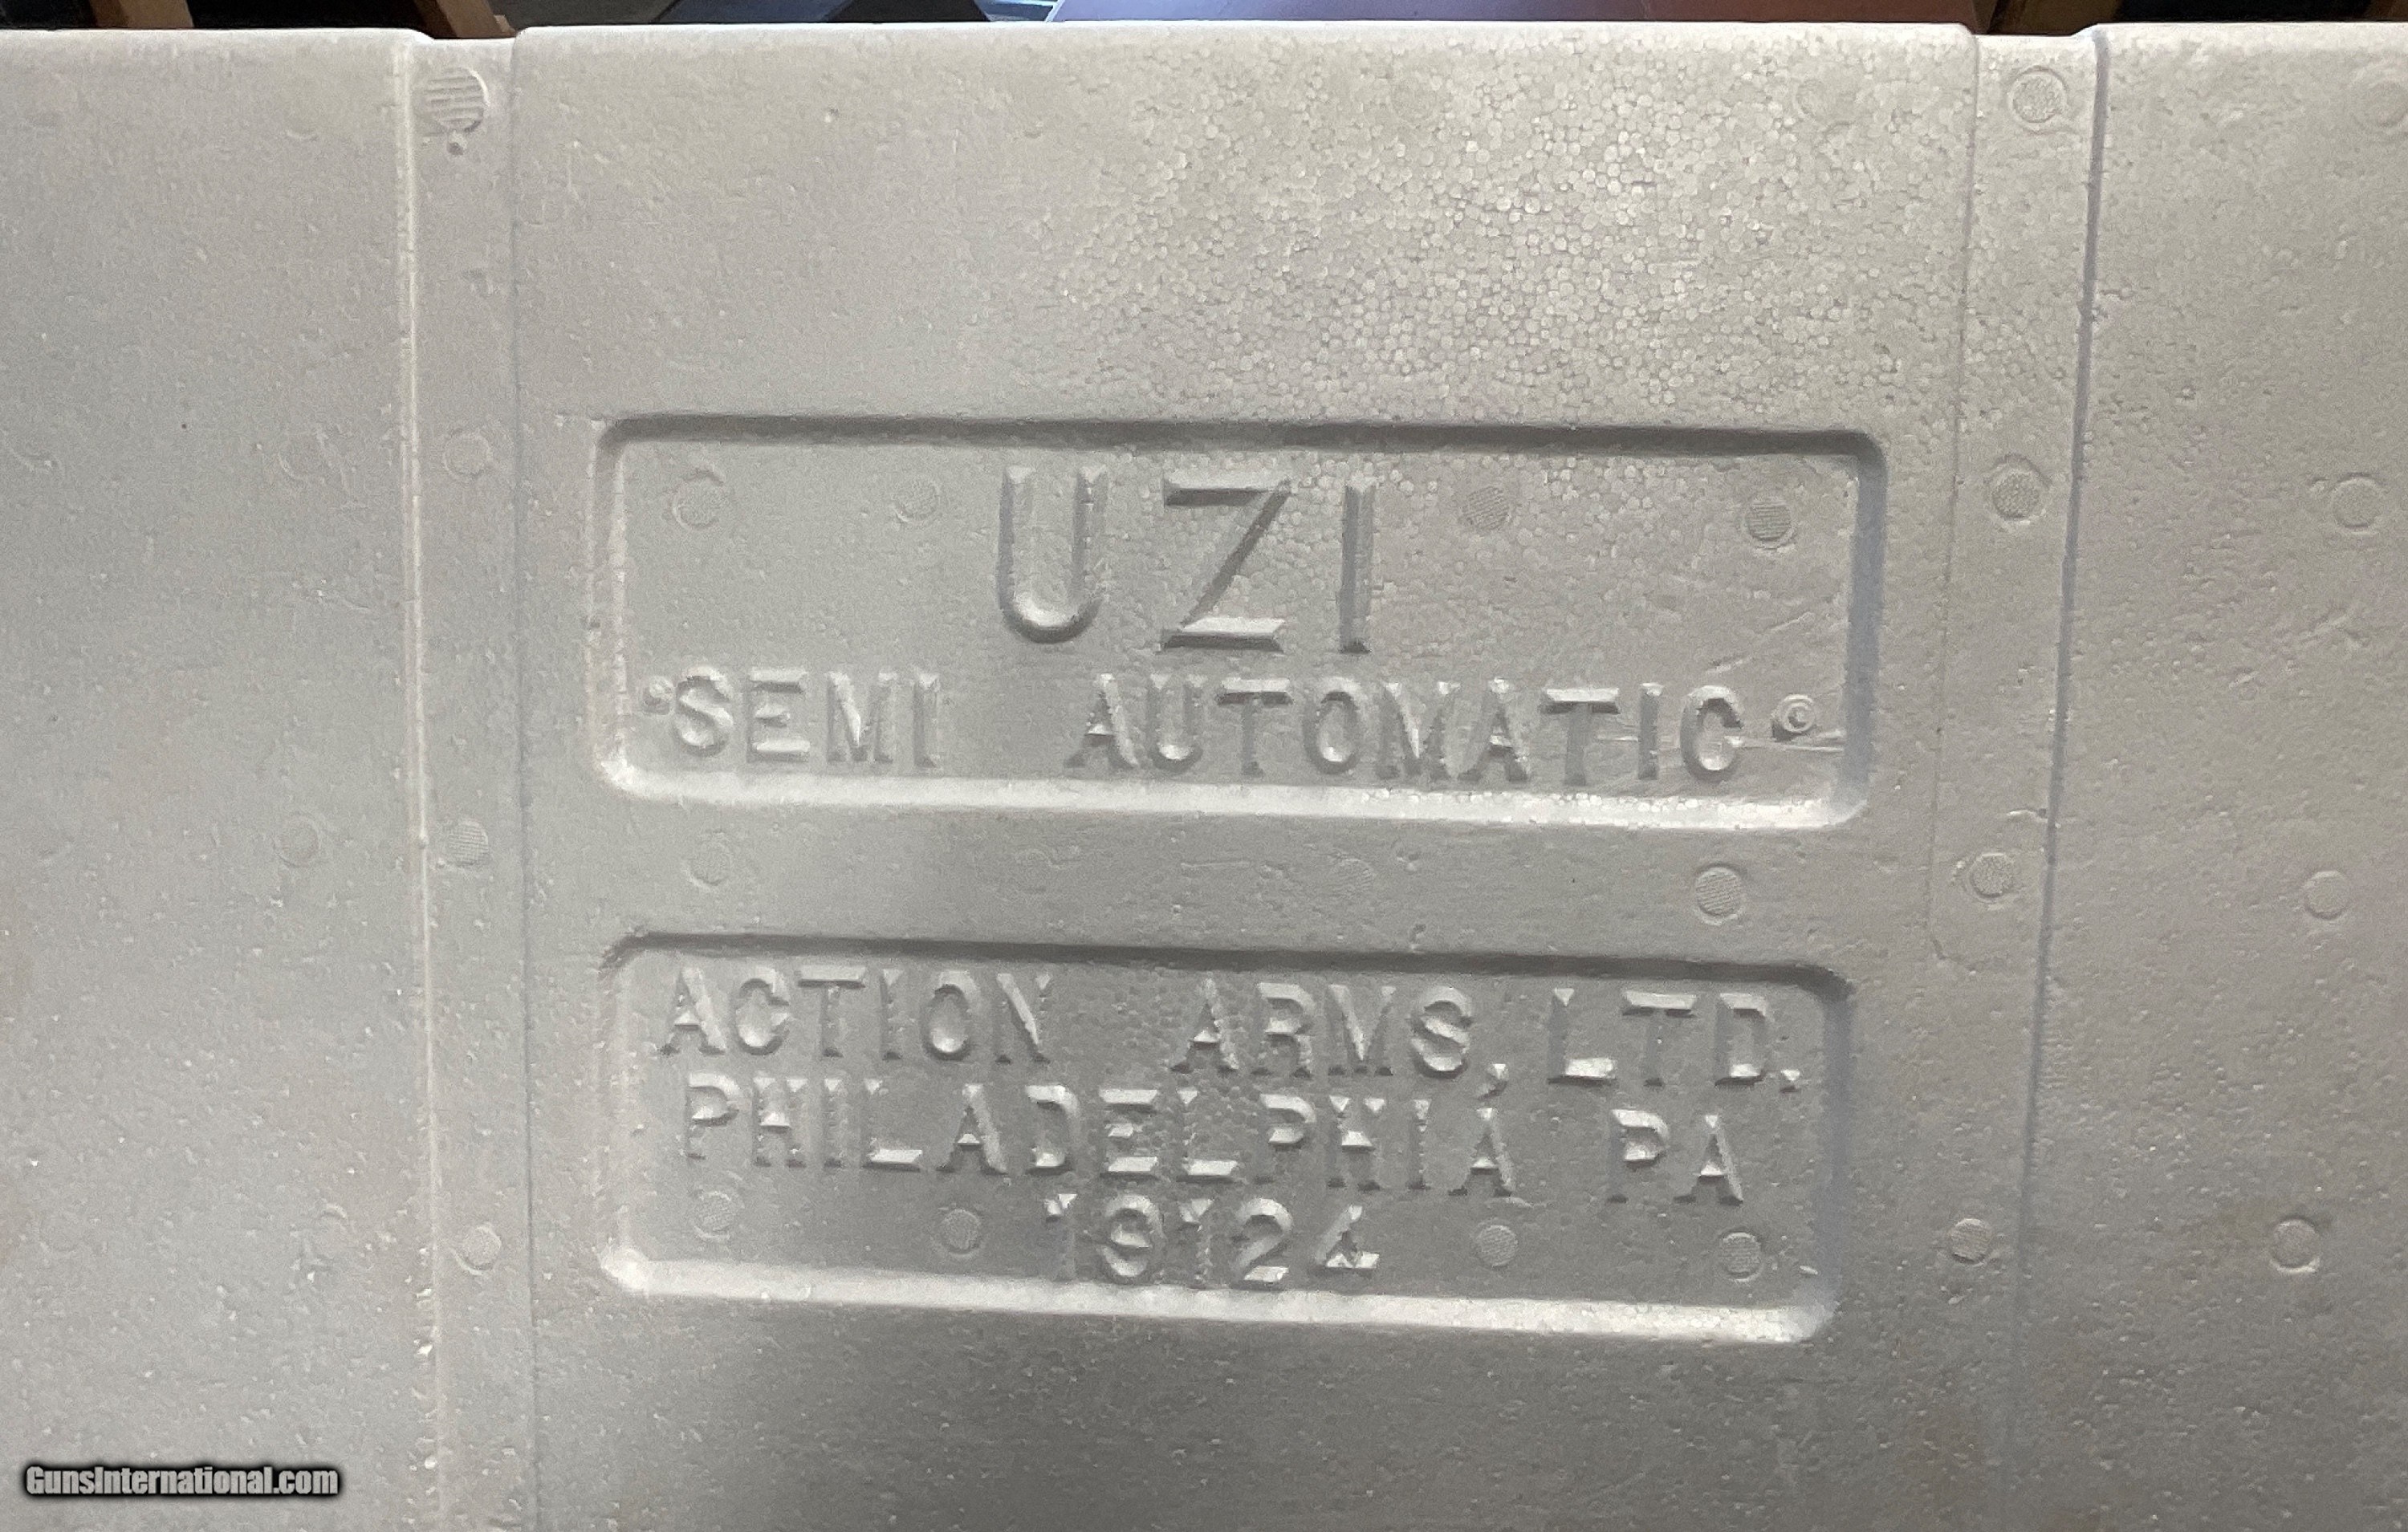 UZI
SEMI AUTOMATIC
ACTION ARMS, LTD.
PHILADELPHIA PA
19124
GunsInternational.com